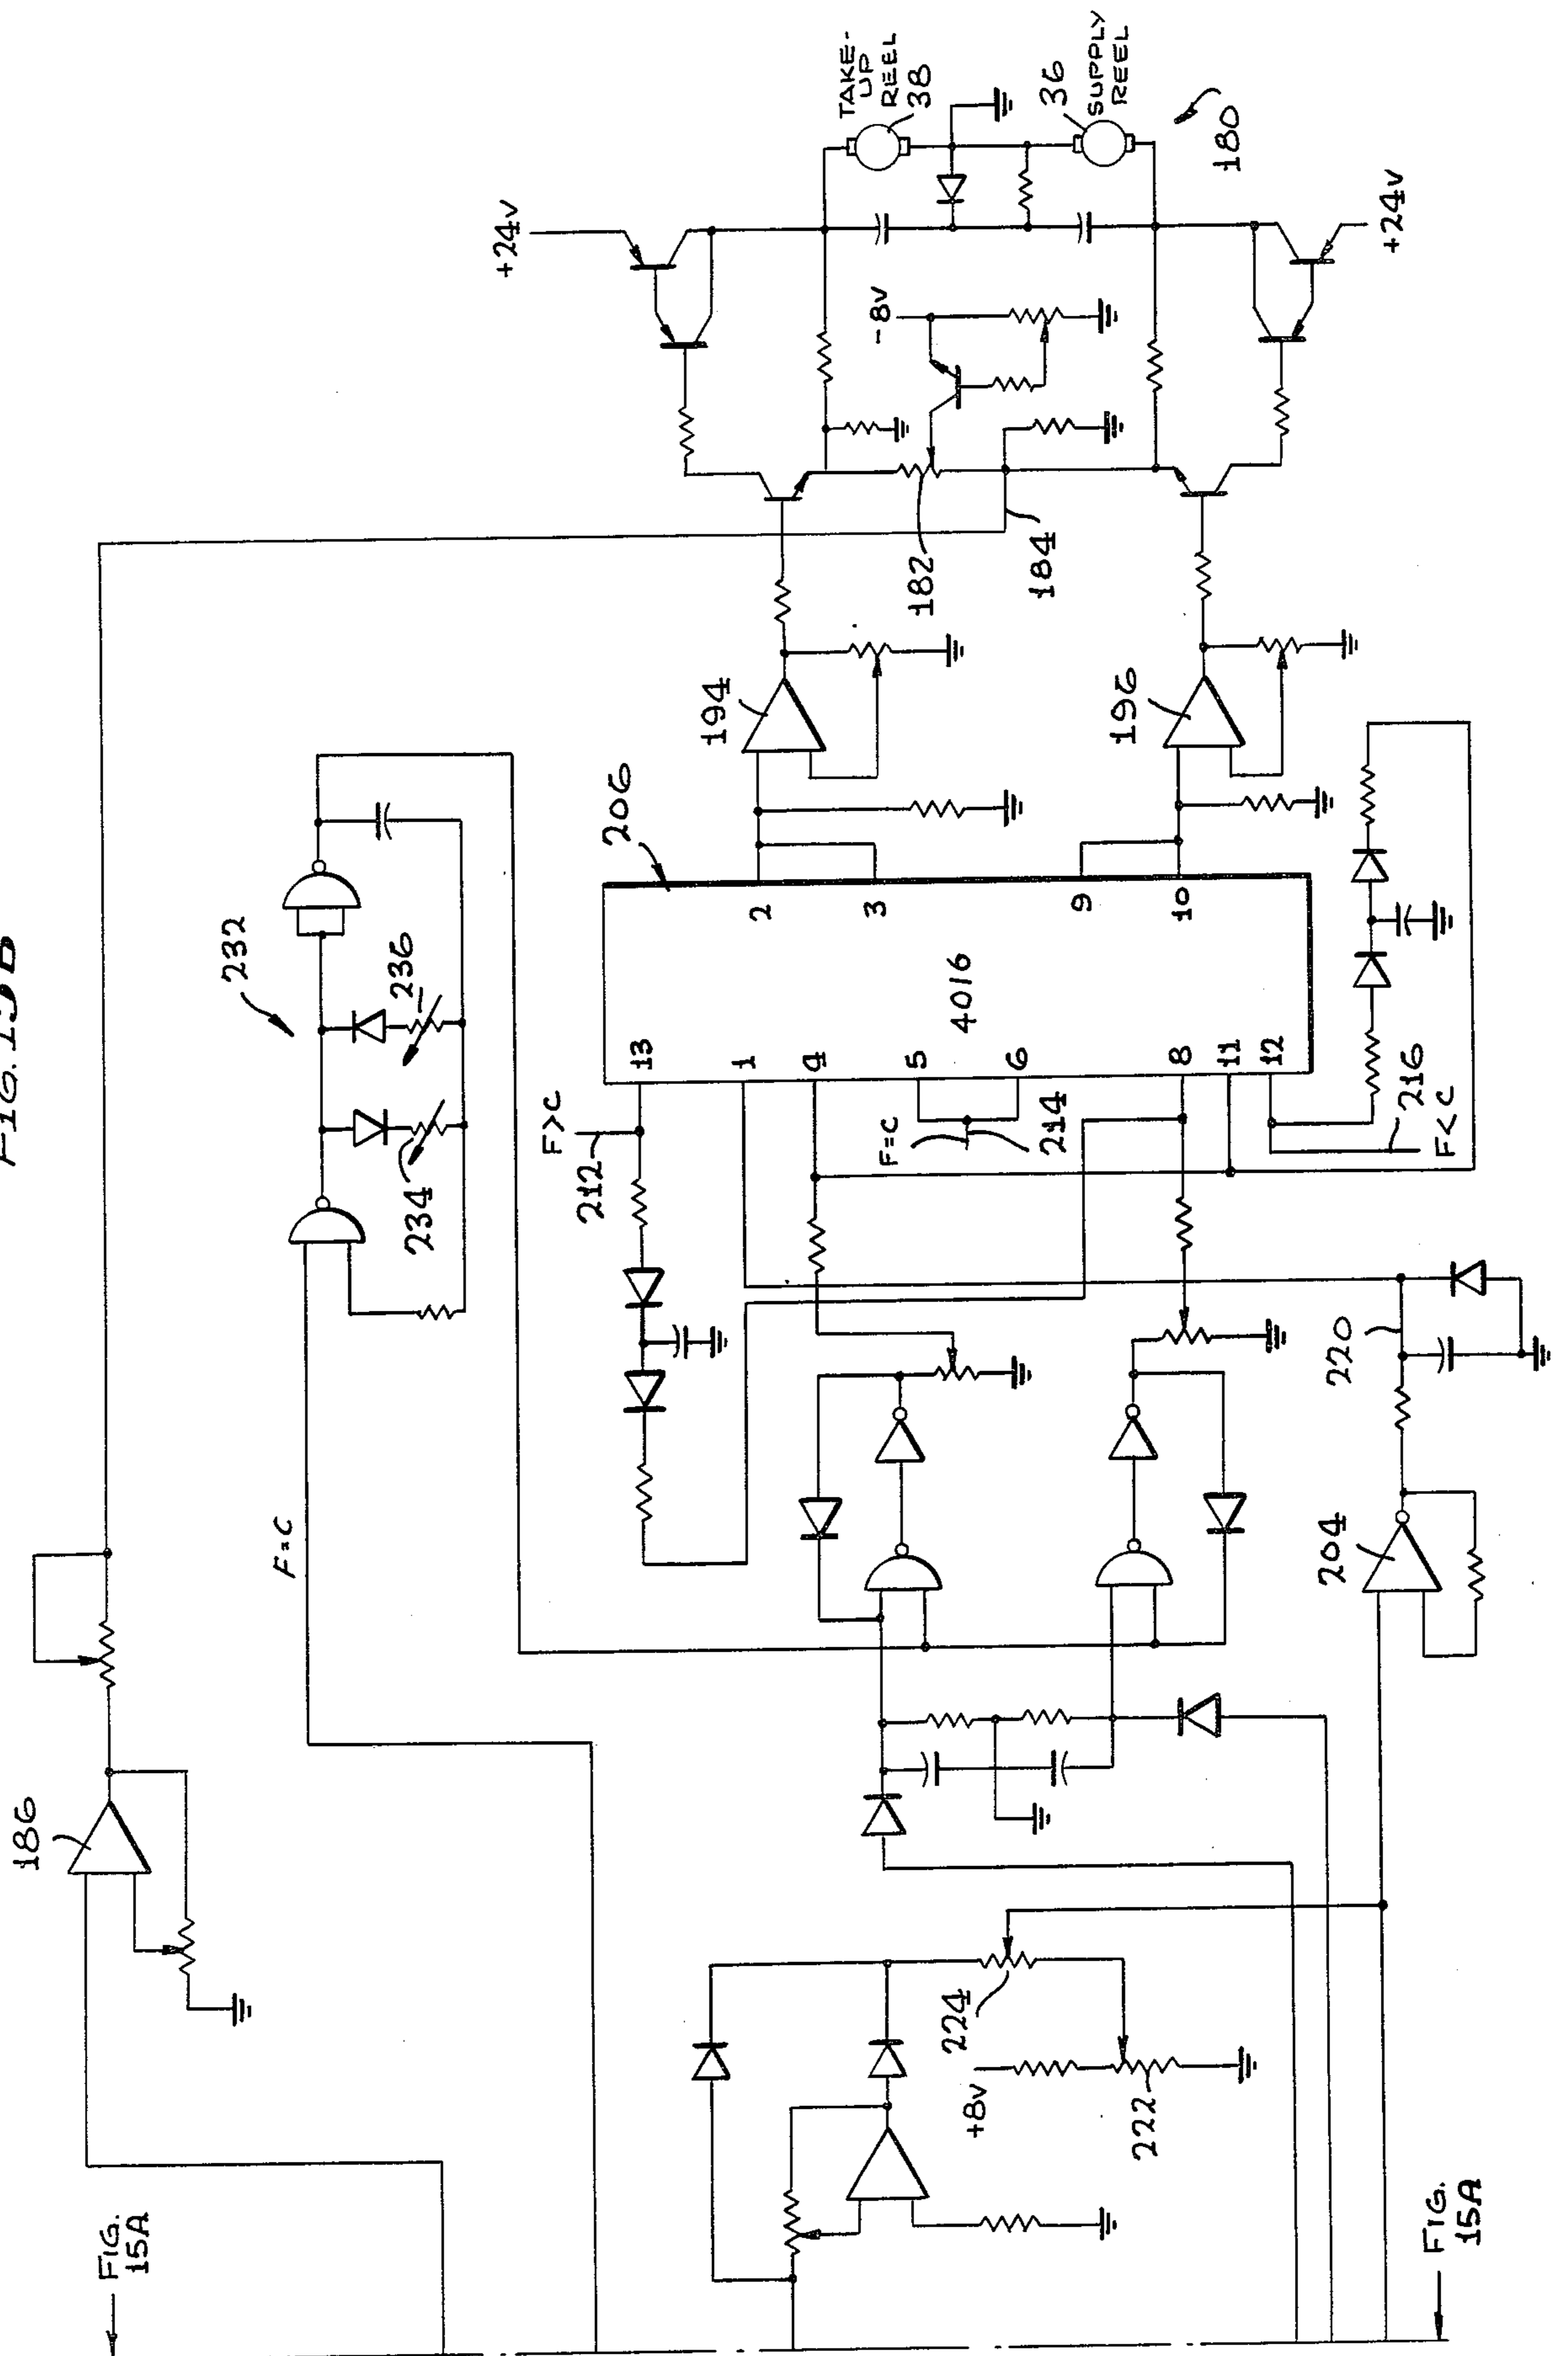 FIG. 15B
186
FIG.
15A
232
F=C
234
236
+24V
206
F>C
212
13
194
TAKE-
UP
REEL
38
1
2
4
3
-8V
F=C
5
4016
182
224
214
6
9
184
36
SUPPLY
REEL
+8V
222
8
10
196
11
180
12
204
220
216
F<C
+24V
FIG.
15A